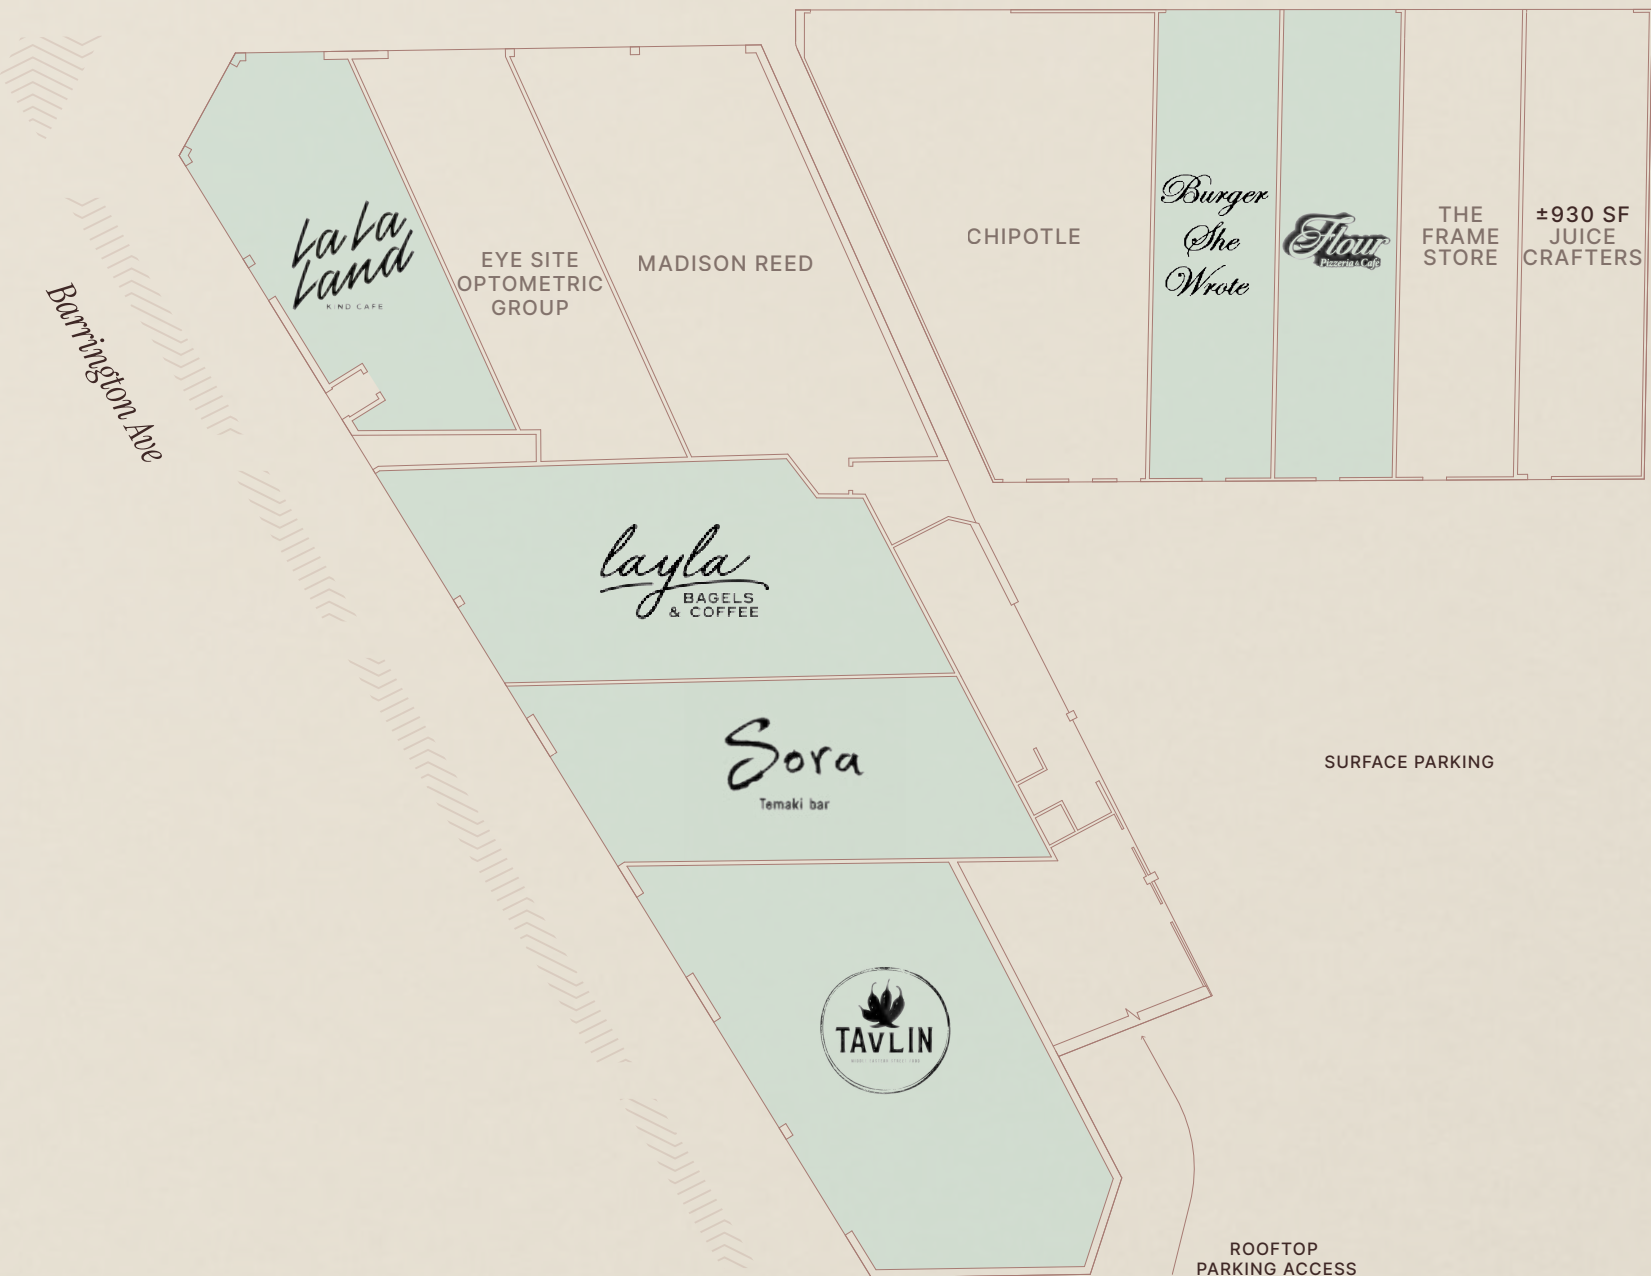 La La
Land
KIND CAFE
EYE SITE
OPTOMETRIC
GROUP
MADISON REED
CHIPOTLE
Burger
She
Wrote
Flour
Pizzeria & Cafe
THE
FRAME
STORE
±930 SF
JUICE
CRAFTERS
Barrington Ave
layla
BAGELS
& COFFEE
Sora
Temaki bar
SURFACE PARKING
TAVLIN
ROOFTOP
PARKING ACCESS